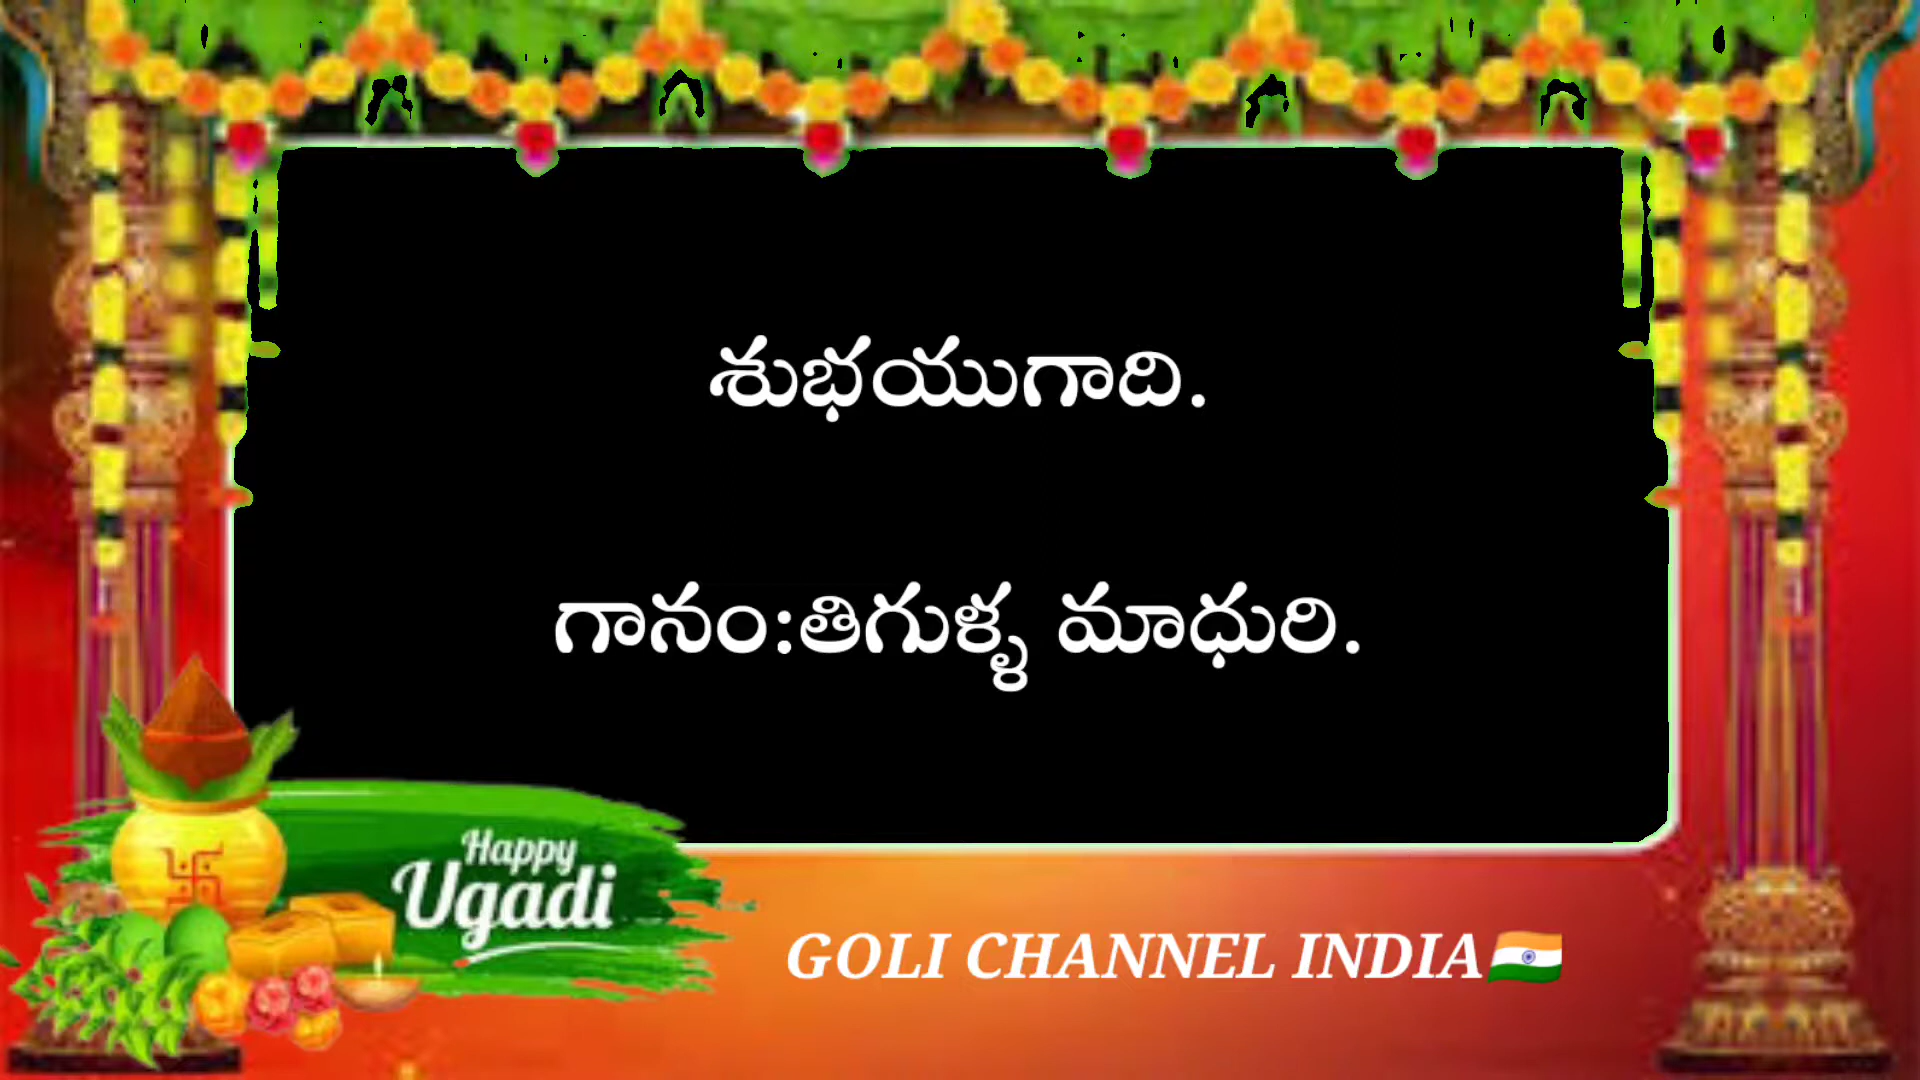 శుభయుగాది.
గానం:తిగుళ్ళ మాధురి.
Happy
Ugadi
GOLI CHANNEL INDIA🇮🇳